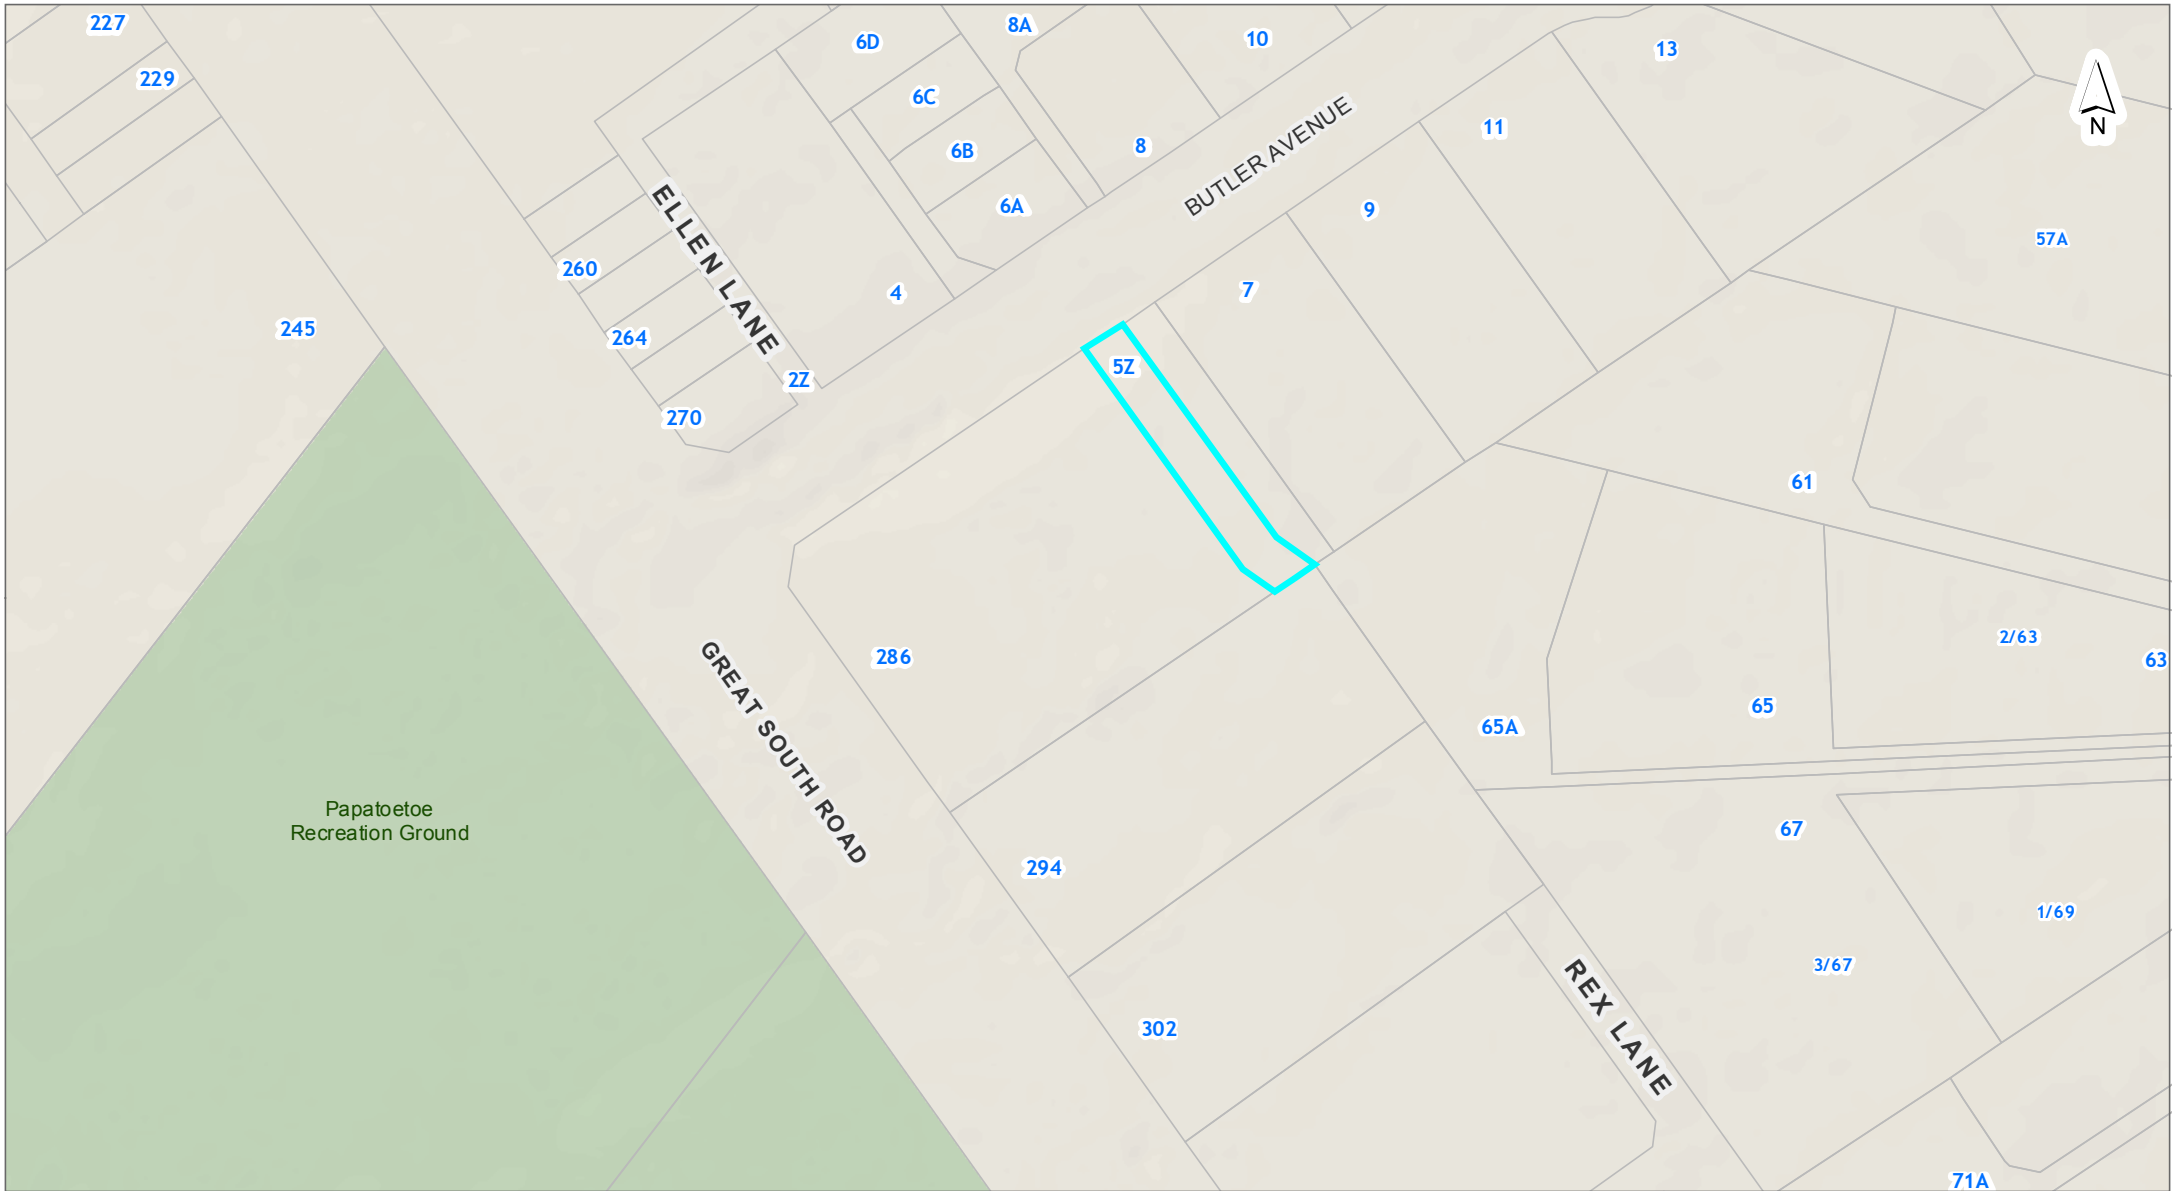 227
8A
6D
10
13
229
6C
11
N
6B
8
BUTLER AVENUE
6A
9
57A
ELLEN LANE
260
4
7
245
264
5Z
2Z
270
61
2/63
286
63
GREAT SOUTH ROAD
65
65A
Papatoetoe
Recreation Ground
67
294
1/69
3/67
REX LANE
302
71A